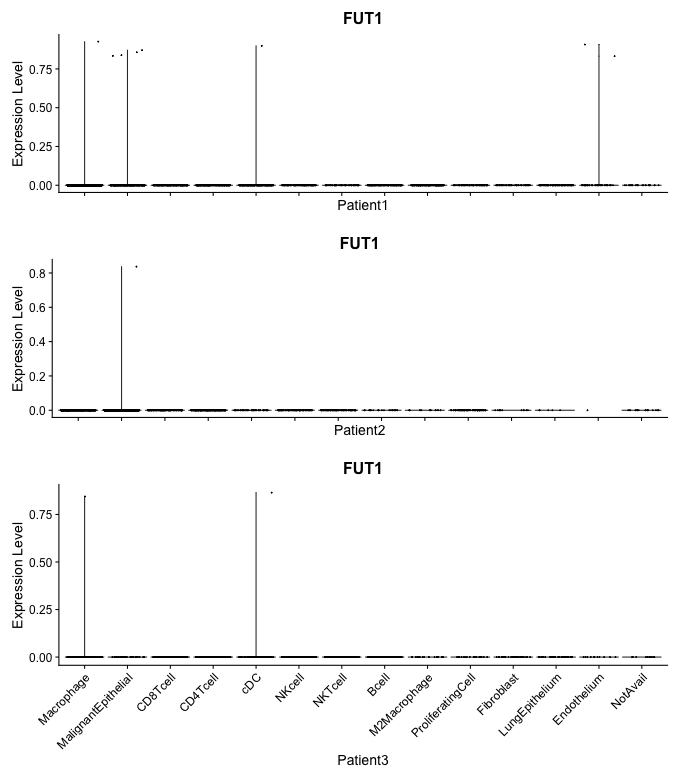 FUT1
Expression Level
0.75
0.50
0.25
0.00
Patient1
FUT1
Expression Level
0.8
0.6
0.4
0.2
0.0
Patient2
FUT1
Expression Level
0.75
0.50
0.25
0.00
Macrophage
MalignantEpithelial
CD8Tcell
CD4Tcell
cDC
NKcell
NKTcell
Bcell
M2Macrophage
ProliferatingCell
Fibroblast
LungEpithelium
Endothelium
NotAvail
Patient3